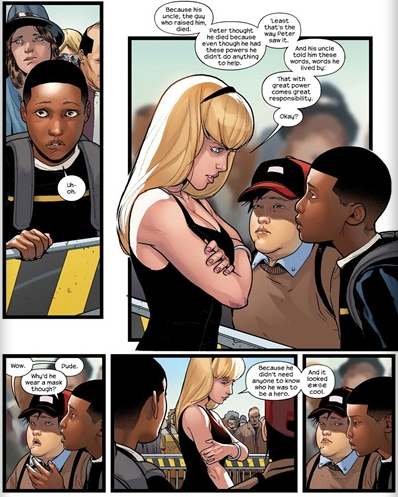 Uh-
oh.
Because his
uncle, the guy
who raised him,
died.
Peter thought
he died because
even though he had
these powers he
didn't do anything
to help.
'Least
that's the
way Peter
saw it.
And his uncle
told him these
words, words he
lived by:
That with
great power
comes great
responsibility.
Okay?
Wow.
Dude.
Why'd he
wear a mask
though?
Because he
didn't need
anyone to know
who he was to
be a hero.
And it
looked
e#$e
cool.